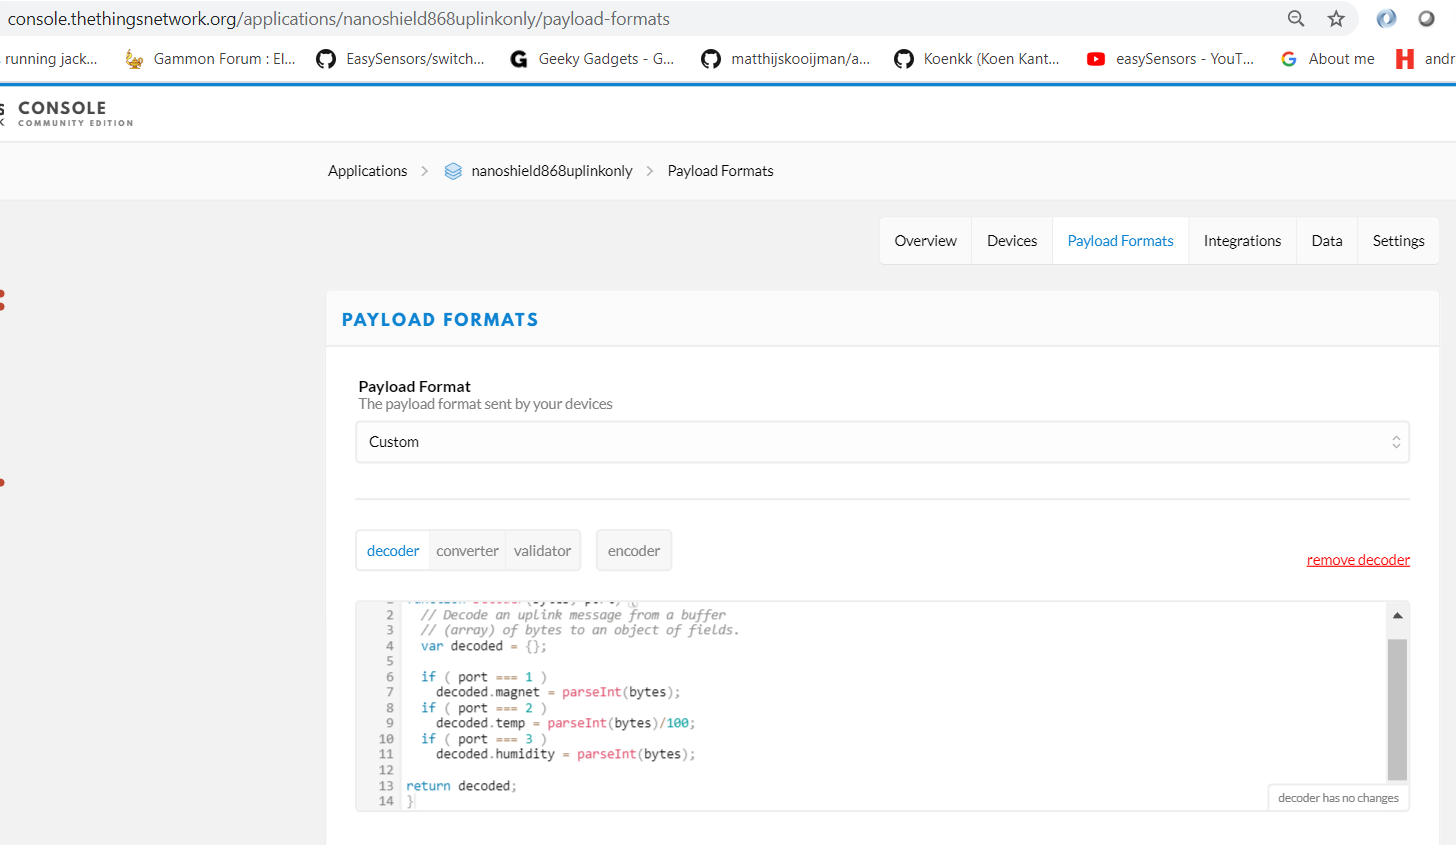 console.thethingsnetwork.org/applications/nanoshield868uplinkonly/payload-formats
running jack... Gammon Forum : El... EasySensors/switch... Geeky Gadgets - G... matthijskooijman/a... Koenkk (Koen Kant... easySensors - YouT... About me andr
CONSOLE
COMMUNITY EDITION
Applications nanoshield868uplinkonly Payload Formats
Overview Devices Payload Formats Integrations Data Settings
PAYLOAD FORMATS
Payload Format
The payload format sent by your devices
Custom
decoder converter validator encoder
remove decoder
2 // Decode an uplink message from a buffer
3 // (array) of bytes to an object of fields.
4 var decoded = {};
5
6 if ( port === 1 )
7 decoded.magnet = parseInt(bytes);
8 if ( port === 2 )
9 decoded.temp = parseInt(bytes)/100;
10 if ( port === 3 )
11 decoded.humidity = parseInt(bytes);
12
13 return decoded;
14 }
decoder has no changes